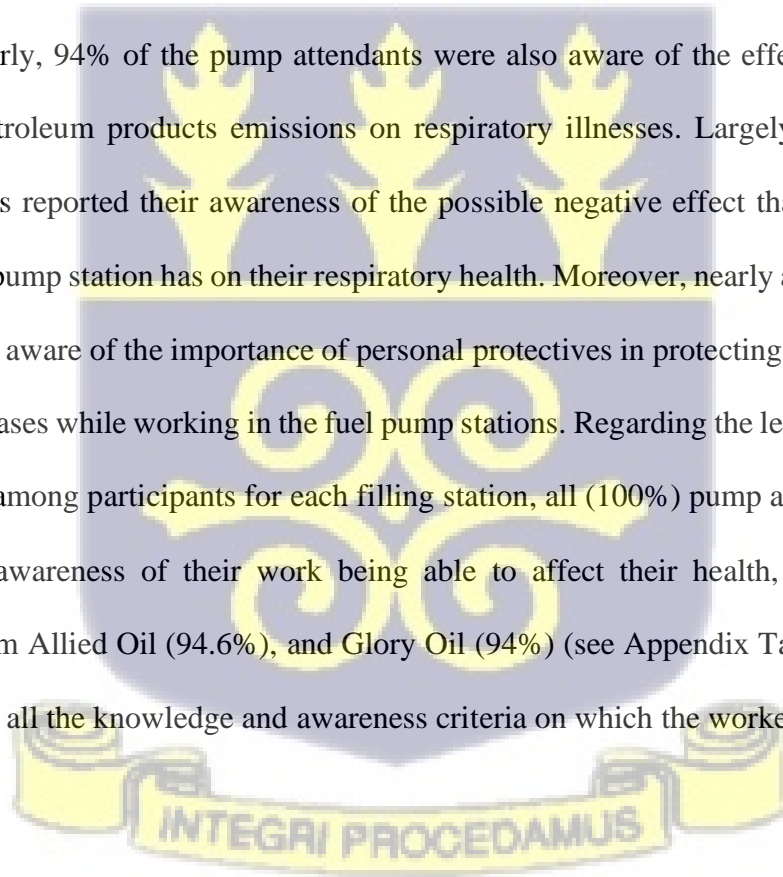 rly, 94% of the pump attendants were also aware of the effe
troleum products emissions on respiratory illnesses. Largely
s reported their awareness of the possible negative effect tha
pump station has on their respiratory health. Moreover, nearly a
aware of the importance of personal protectives in protecting
ases while working in the fuel pump stations. Regarding the le
among participants for each filling station, all (100%) pump a
awareness of their work being able to affect their health,
m Allied Oil (94.6%), and Glory Oil (94%) (see Appendix Ta
all the knowledge and awareness criteria on which the worke
INTEGRI PROCEDAMUS